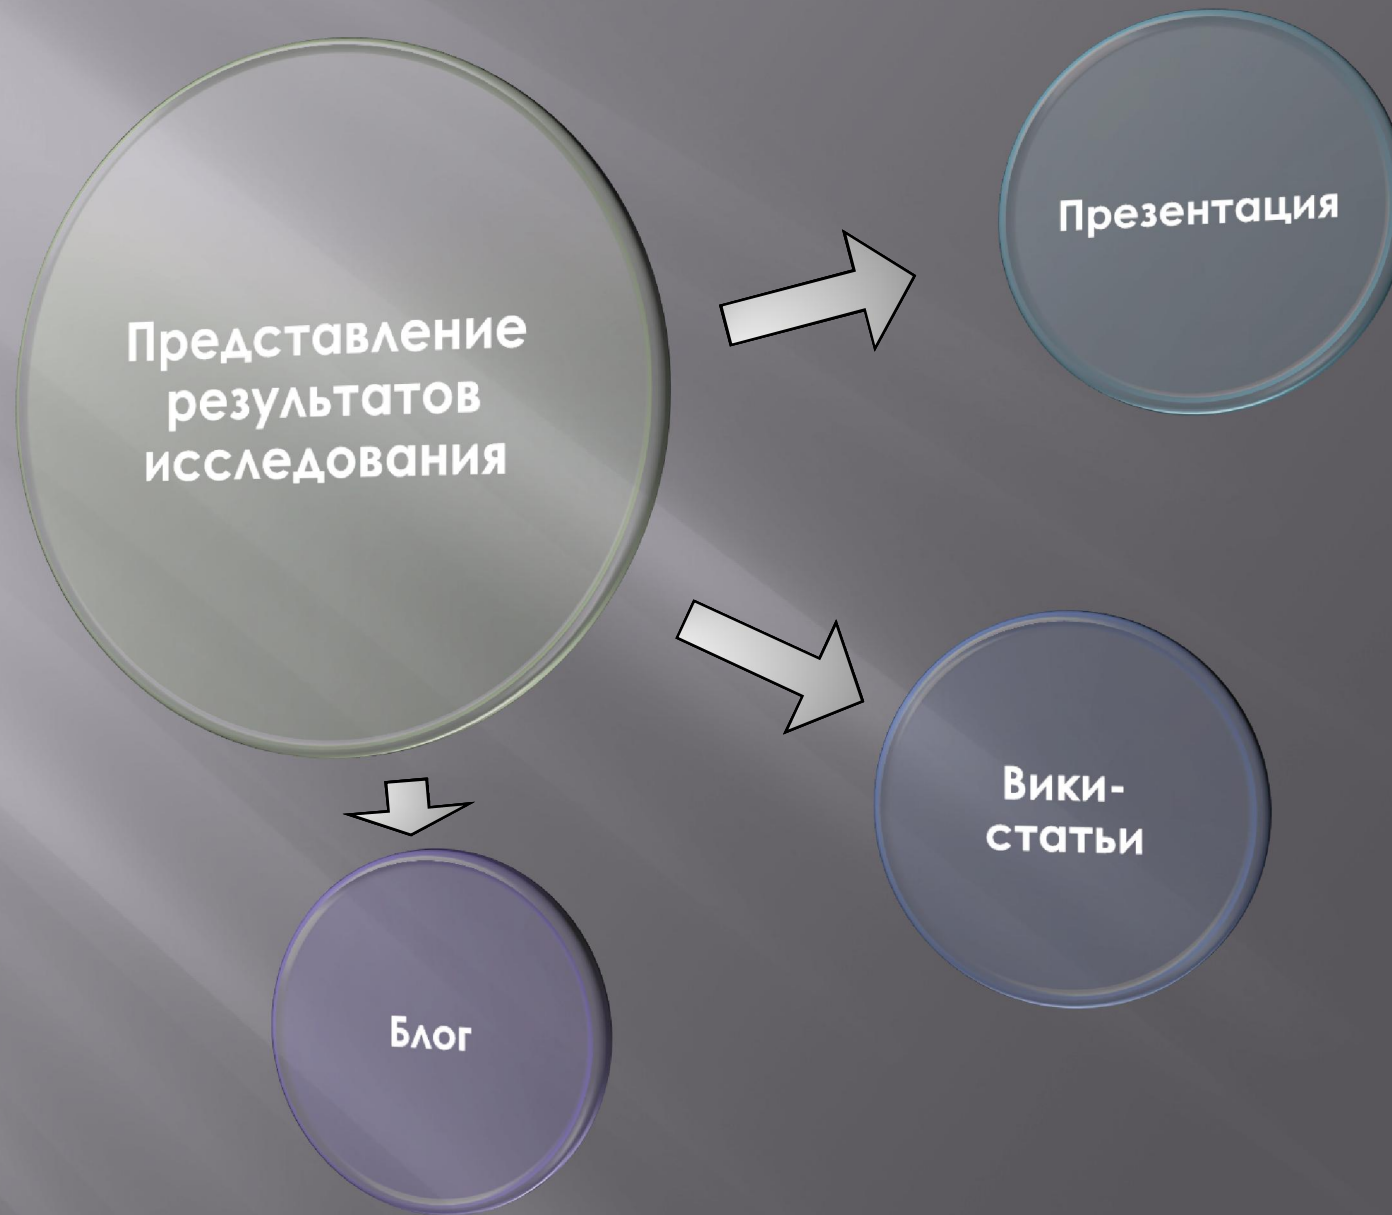 Представление
результатов
исследования
Презентация
Вики-
статьи
Блог